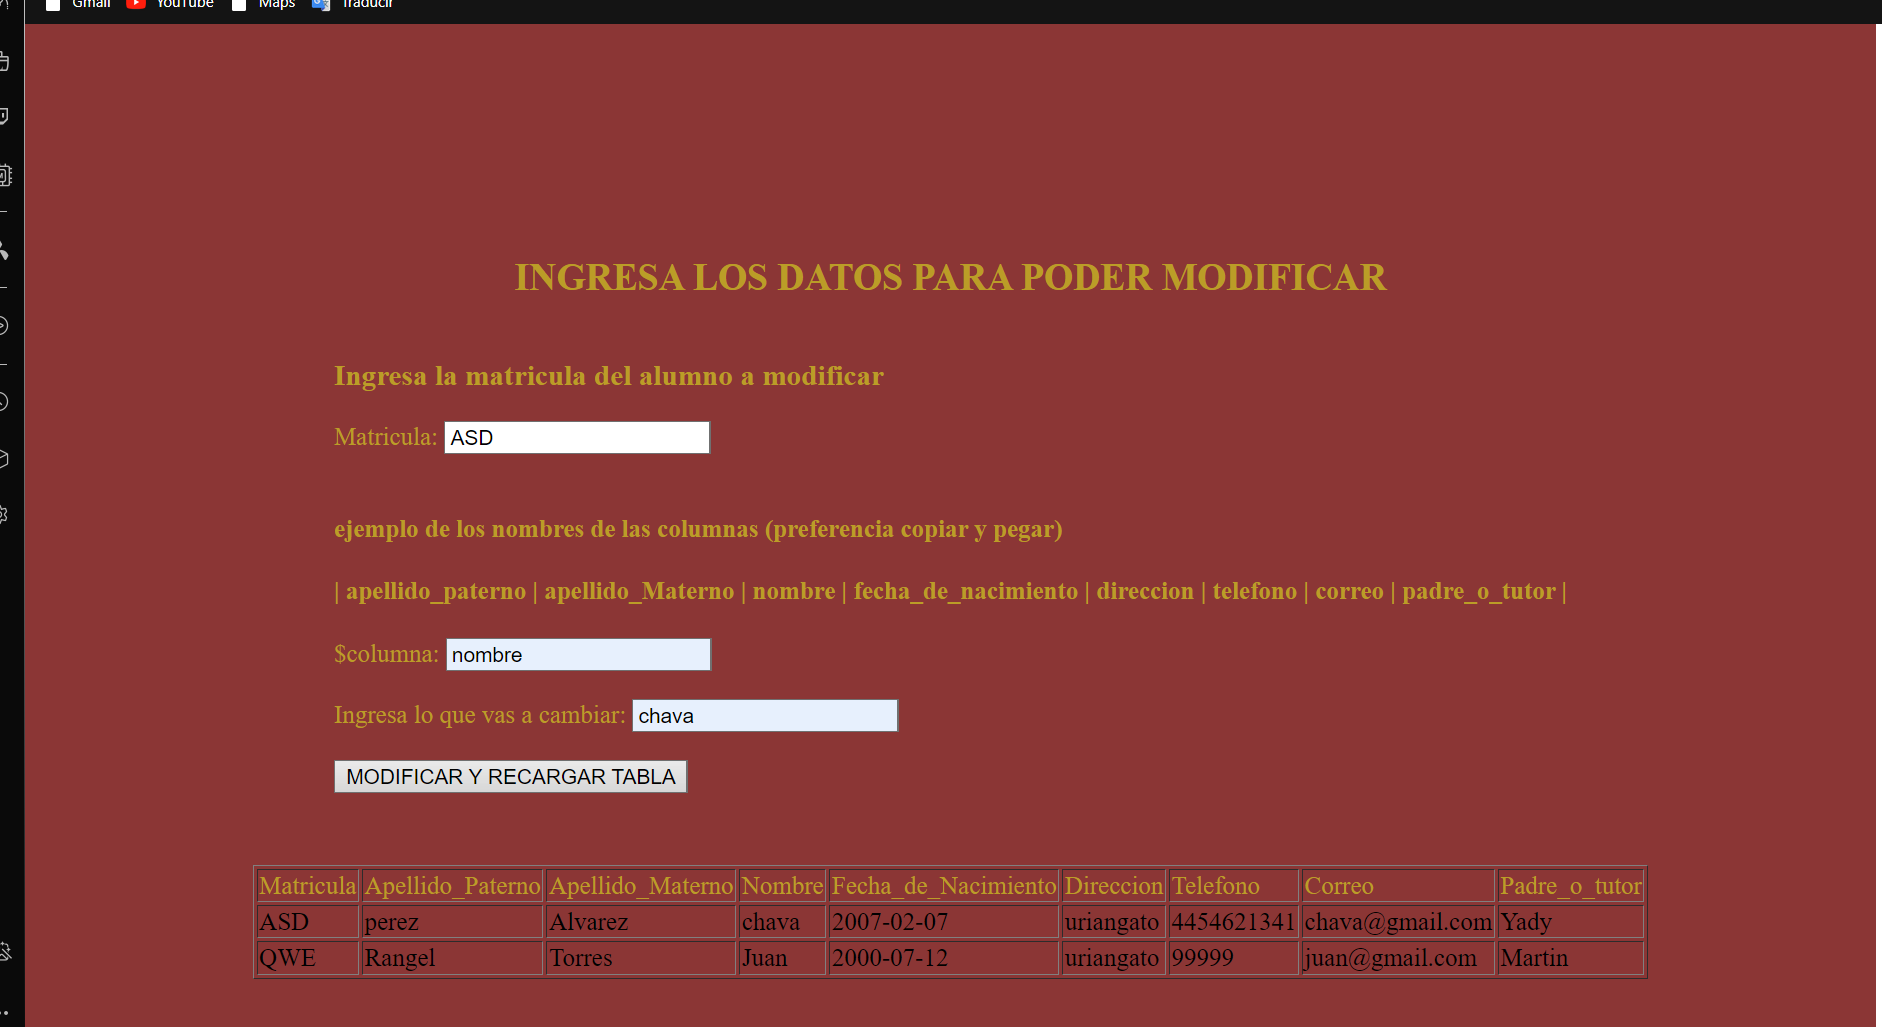 Gmail YouTube Maps Traducir
INGRESA LOS DATOS PARA PODER MODIFICAR
Ingresa la matricula del alumno a modificar
Matricula: ASD
ejemplo de los nombres de las columnas (preferencia copiar y pegar)
| apellido_paterno | apellido_Materno | nombre | fecha_de_nacimiento | direccion | telefono | correo | padre_o_tutor |
$columna: nombre
Ingresa lo que vas a cambiar: chava
MODIFICAR Y RECARGAR TABLA
Matricula Apellido_Paterno Apellido_Materno Nombre Fecha_de_Nacimiento Direccion Telefono Correo Padre_o_tutor
ASD perez Alvarez chava 2007-02-07 uriangato 4454621341 chava@gmail.com Yady
QWE Rangel Torres Juan 2000-07-12 uriangato 99999 juan@gmail.com Martin